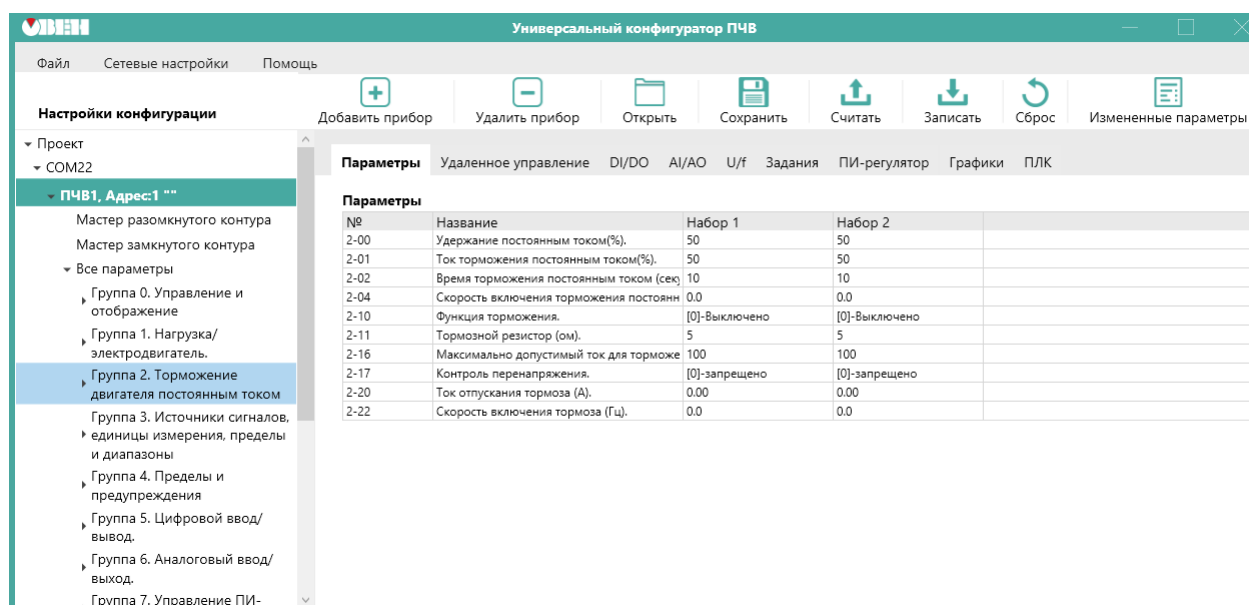 ОВЕН
Универсальный конфигуратор ПЧВ
Файл Сетевые настройки Помощь
Настройки конфигурации
Добавить прибор Удалить прибор Открыть Сохранить Считать Записать Сброс Измененные параметры
Проект
COM22
ПЧВ1, Адрес:1 ""
Мастер разомкнутого контура
Мастер замкнутого контура
Все параметры
Группа 0. Управление и
отображение
Группа 1. Нагрузка/
электродвигатель.
Группа 2. Торможение
двигателя постоянным током
Группа 3. Источники сигналов,
единицы измерения, пределы
и диапазоны
Группа 4. Пределы и
предупреждения
Группа 5. Цифровой ввод/
вывод.
Группа 6. Аналоговый ввод/
выход.
Группа 7. Управление ПИ-
Параметры Удаленное управление DI/DO AI/AO U/f Задания ПИ-регулятор Графики ПЛК
Параметры
№ Название Набор 1 Набор 2
2-00 Удержание постоянным током(%). 50 50
2-01 Ток торможения постоянным током(%). 50 50
2-02 Время торможения постоянным током (секу 10 10
2-04 Скорость включения торможения постоянн 0.0 0.0
2-10 Функция торможения. [0]-Выключено [0]-Выключено
2-11 Тормозной резистор (ом). 5 5
2-16 Максимально допустимый ток для торможе 100 100
2-17 Контроль перенапряжения. [0]-запрещено [0]-запрещено
2-20 Ток отпускания тормоза (А). 0.00 0.00
2-22 Скорость включения тормоза (Гц). 0.0 0.0